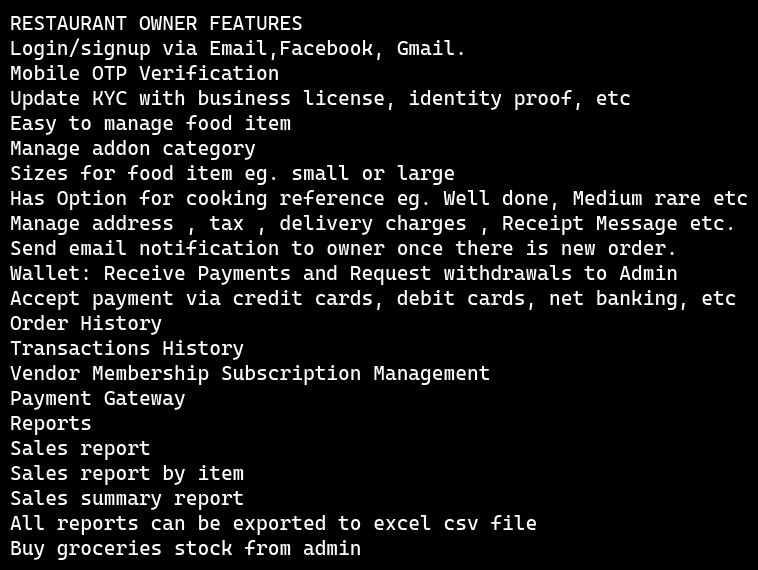 RESTAURANT OWNER FEATURES
Login/signup via Email,Facebook, Gmail.
Mobile OTP Verification
Update KYC with business license, identity proof, etc
Easy to manage food item
Manage addon category
Sizes for food item eg. small or large
Has Option for cooking reference eg. Well done, Medium rare etc
Manage address , tax , delivery charges , Receipt Message etc.
Send email notification to owner once there is new order.
Wallet: Receive Payments and Request withdrawals to Admin
Accept payment via credit cards, debit cards, net banking, etc
Order History
Transactions History
Vendor Membership Subscription Management
Payment Gateway
Reports
Sales report
Sales report by item
Sales summary report
All reports can be exported to excel csv file
Buy groceries stock from admin